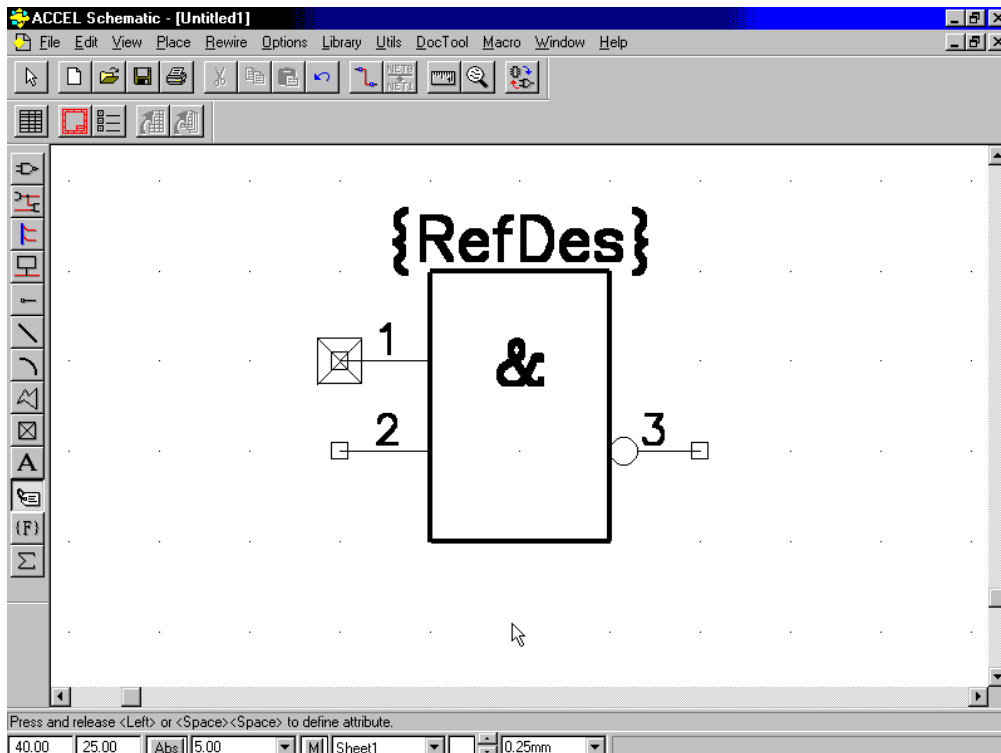 ACCEL Schematic - [Untitled1]
File Edit View Place Rewire Options Library Utils DocTool Macro Window Help
NETB
NET1
{RefDes}
1
&
2
3
A
{F}
Σ
Press and release <Left> or <Space><Space> to define attribute.
40.00 25.00 Abs 5.00 M Sheet1 0.25mm